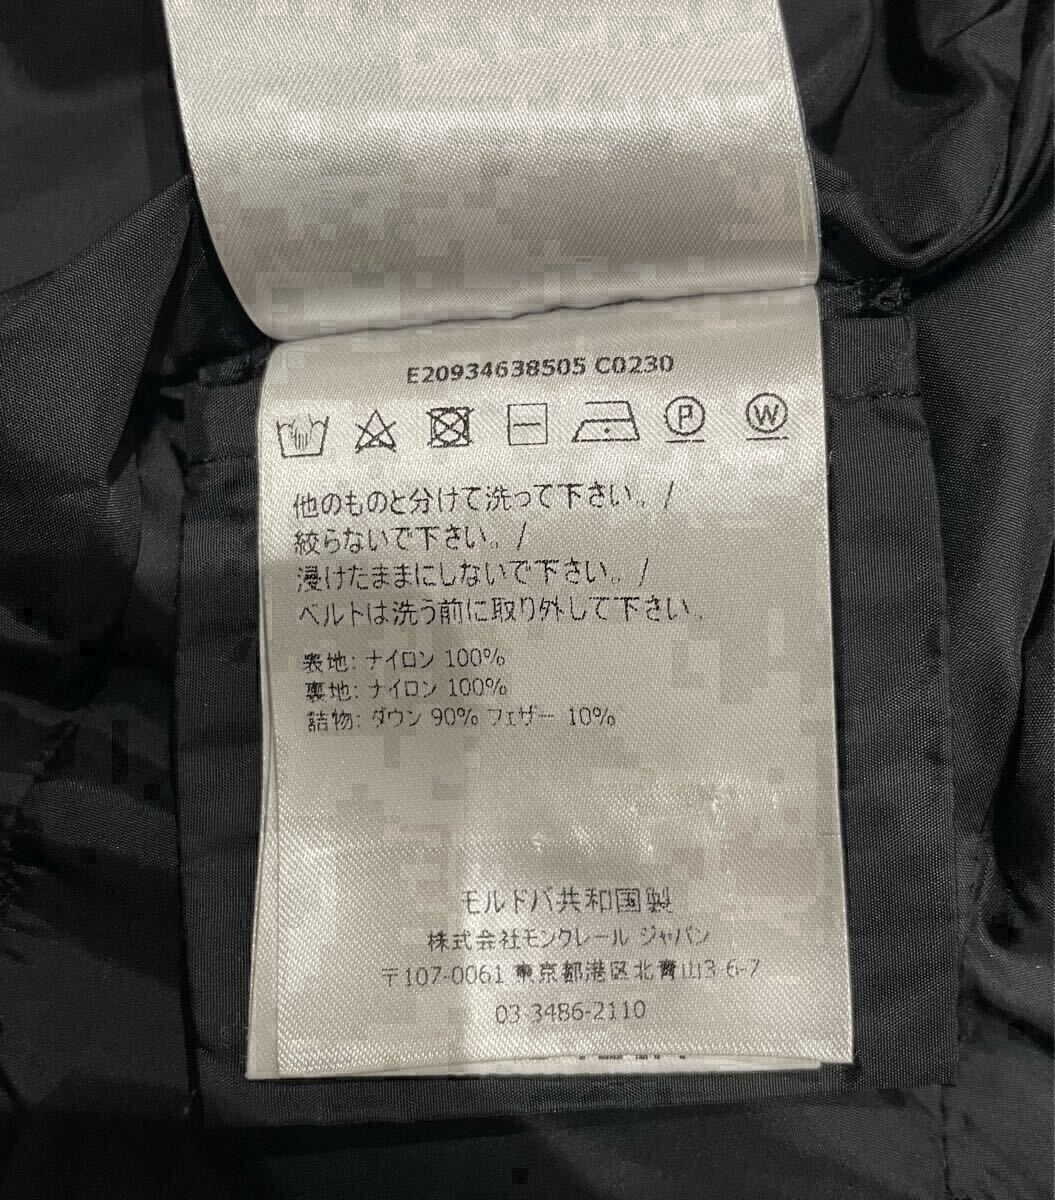 E20934638505 C0230
P W
他のものと分けて洗って下さい。/
絞らないで下さい。/
浸けたままにしないで下さい。/
ベルトは洗う前に取り外して下さい。
表地: ナイロン 100%
裏地: ナイロン 100%
詰物: ダウン 90% フェザー 10%
モルドバ共和国製
株式会社モンクレール ジャパン
〒107-0061 東京都港区北青山3-6-7
03-3486-2110